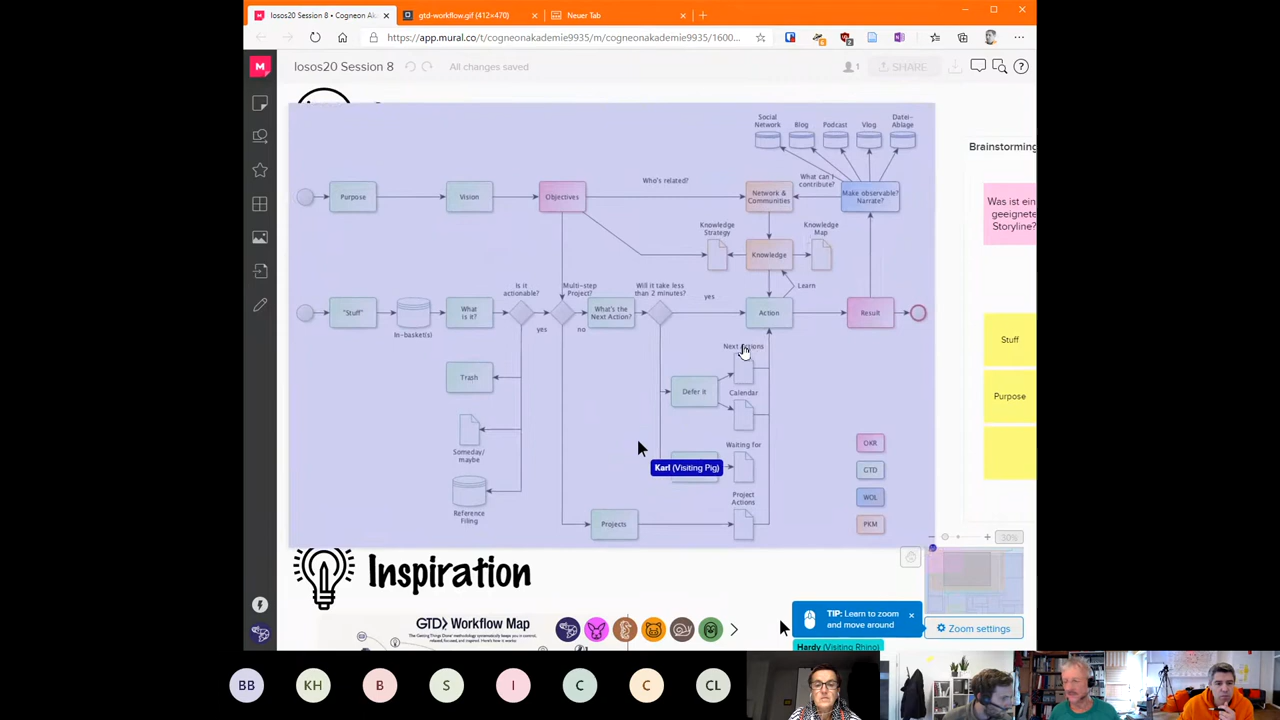 Iosos20 Session 8 • Cogneon Ak
gtd-workflow.gif (412×470)
Neuer Tab
https://app.mural.co/t/cogneonakademie9935/m/cogneonakademie9935/1600...
Iosos20 Session 8
All changes saved
1
SHARE
Social Network
Blog
Podcast
Vlog
Datei-Ablage
Brainstorming
Who's related?
What can I contribute?
Purpose
Vision
Objectives
Network & Communities
Make observable? Narrate?
Was ist ein
geeignete
Storyline?
Knowledge Strategy
Knowledge Map
Knowledge
Is it actionable?
Multi-step Project?
Will it take less than 2 minutes?
yes
Learn
"Stuff"
What is it?
What's the Next Action?
Action
Result
In-basket(s)
yes
no
Stuff
Next Actions
Trash
Defer it
Calendar
Purpose
Waiting for
Someday/ maybe
Karl (Visiting Pig)
OKR
GTD
Project Actions
WOL
Reference Filing
Projects
PKM
30%
Inspiration
TIP: Learn to zoom
and move around
GTD Workflow Map
Zoom settings
Hardy (Visiting Rhino)
BB
KH
B
S
I
C
C
CL